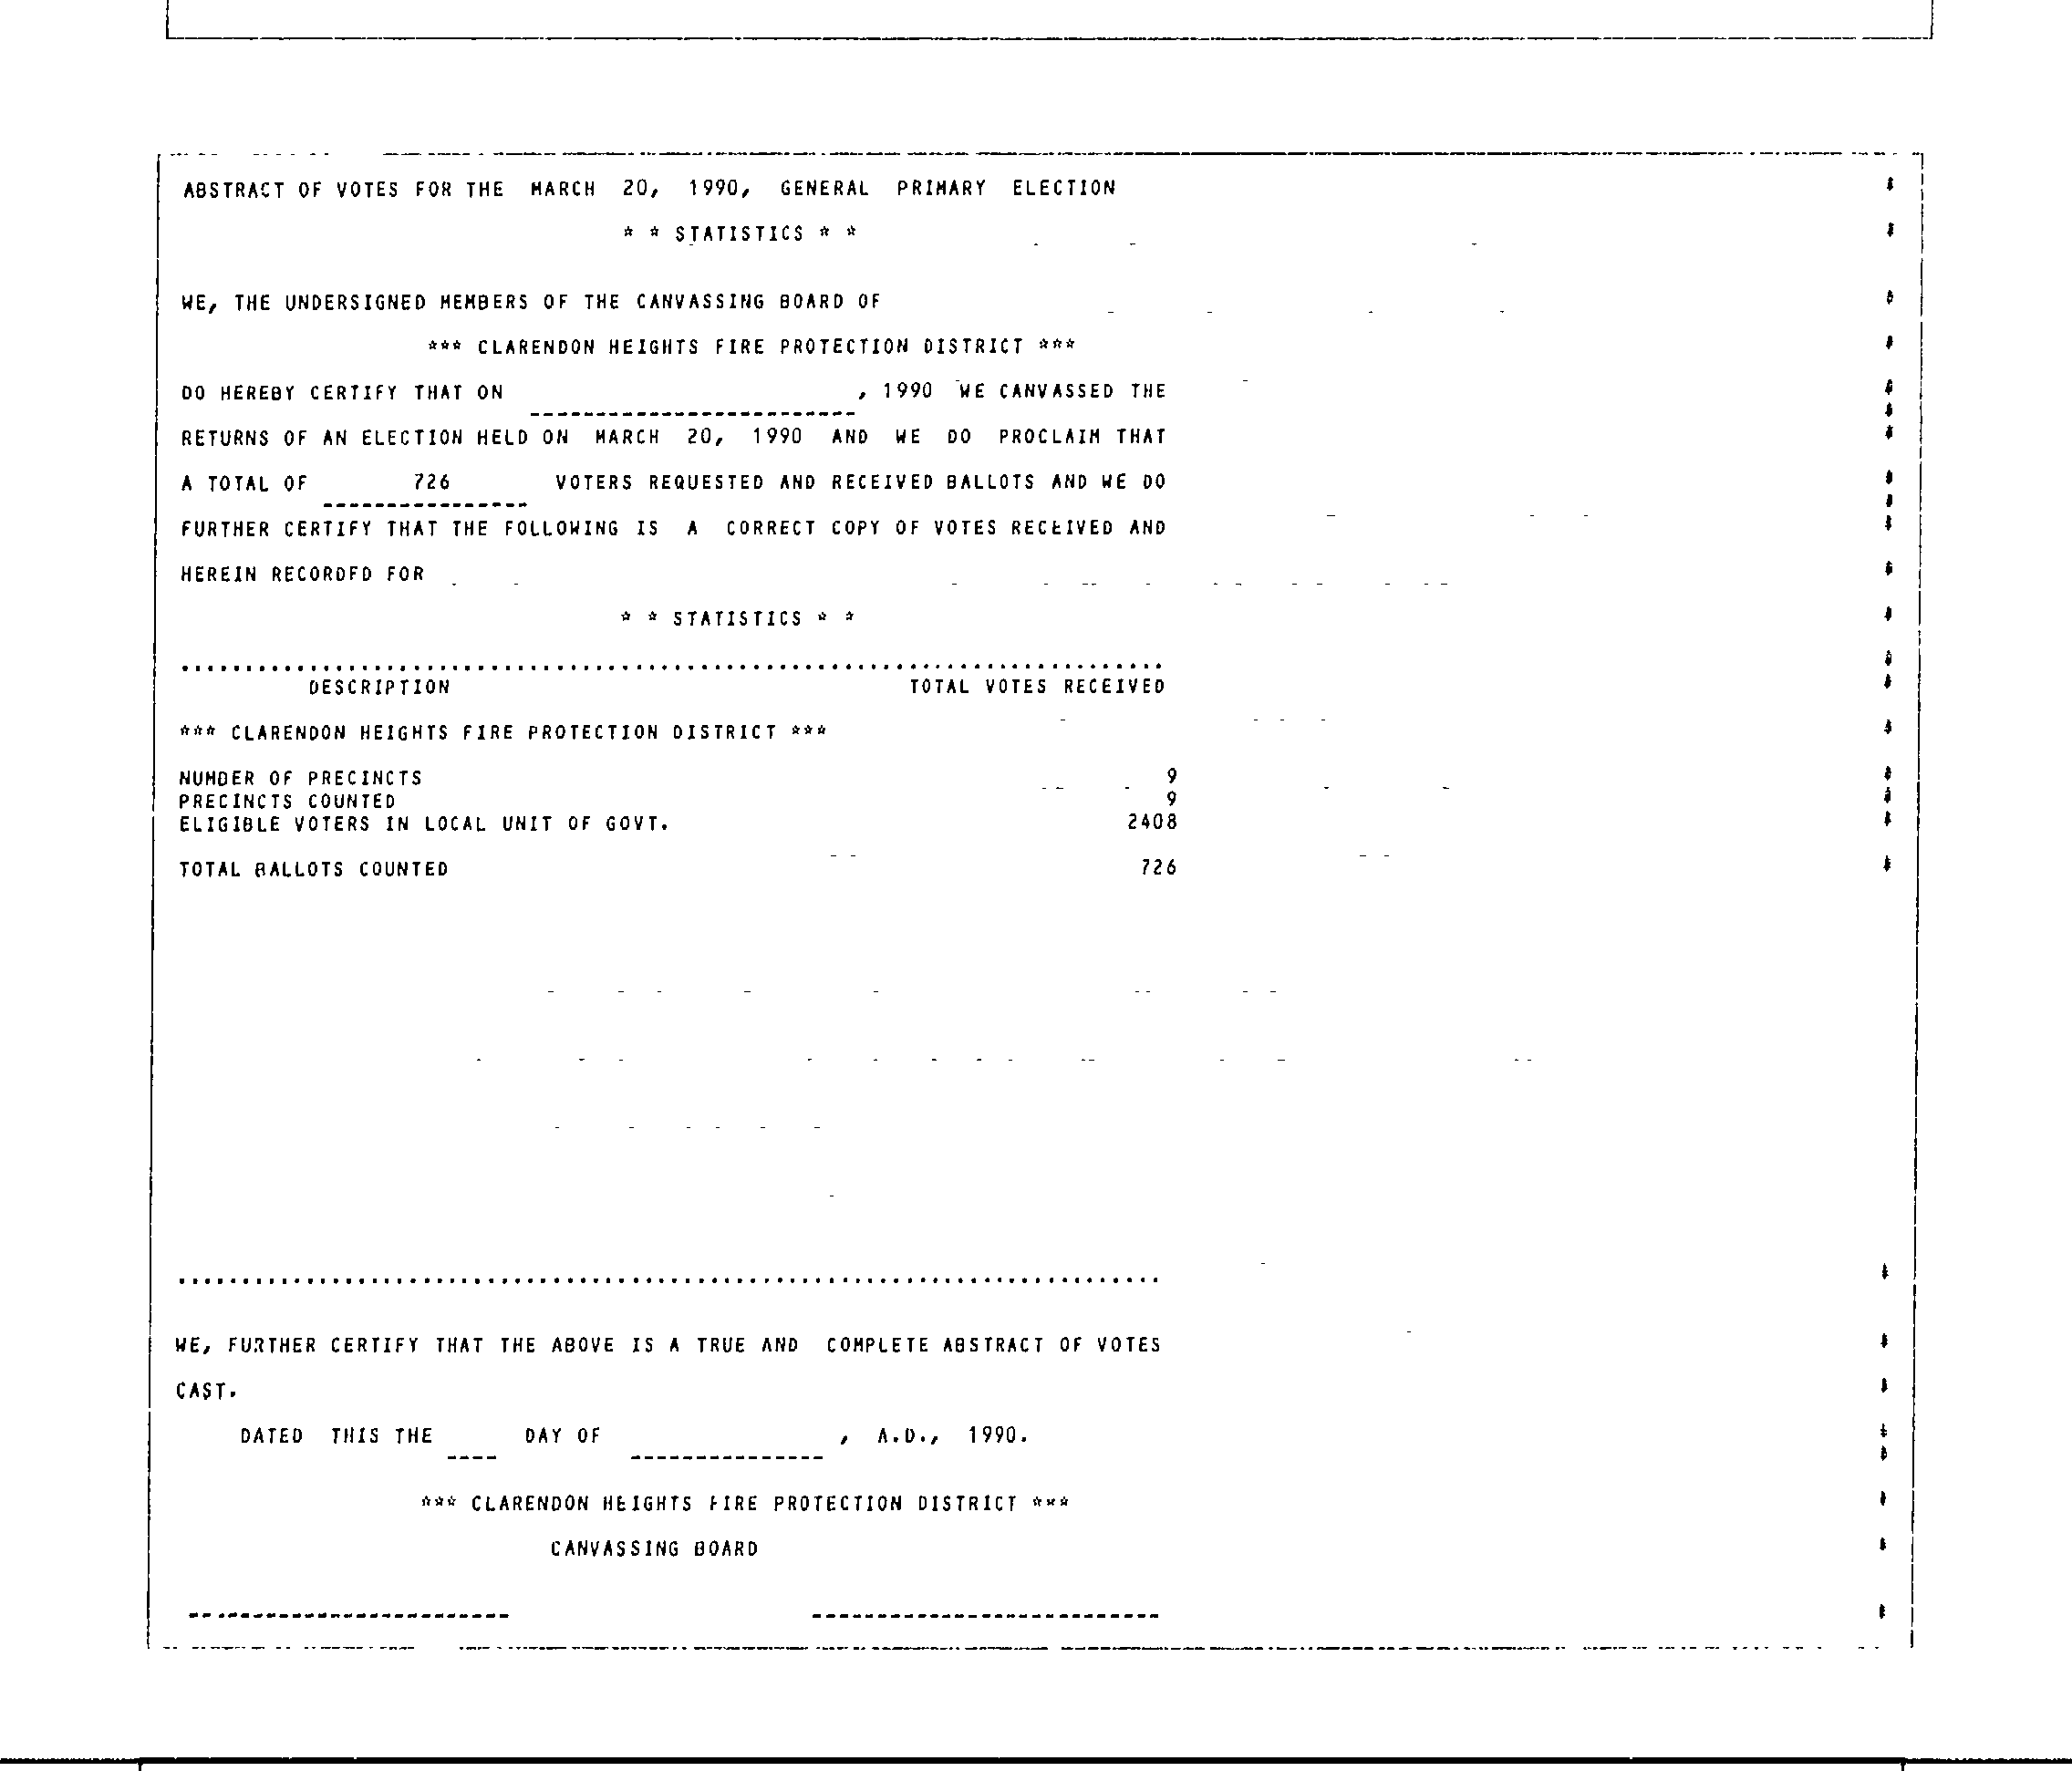 ABSTRACT OF VOTES FOR THE MARCH 20, 1990, GENERAL PRIMARY ELECTION
* * STATISTICS * *
WE, THE UNDERSIGNED MEMBERS OF THE CANVASSING BOARD OF
*** CLARENDON HEIGHTS FIRE PROTECTION DISTRICT ***
DO HEREBY CERTIFY THAT ON ________________________, 1990 WE CANVASSED THE
RETURNS OF AN ELECTION HELD ON MARCH 20, 1990 AND WE DO PROCLAIM THAT
A TOTAL OF 726 VOTERS REQUESTED AND RECEIVED BALLOTS AND WE DO
FURTHER CERTIFY THAT THE FOLLOWING IS A CORRECT COPY OF VOTES RECEIVED AND
HEREIN RECORDED FOR
* * STATISTICS * *
DESCRIPTION TOTAL VOTES RECEIVED
*** CLARENDON HEIGHTS FIRE PROTECTION DISTRICT ***
NUMBER OF PRECINCTS 9
PRECINCTS COUNTED 9
ELIGIBLE VOTERS IN LOCAL UNIT OF GOVT. 2408
TOTAL BALLOTS COUNTED 726
WE, FURTHER CERTIFY THAT THE ABOVE IS A TRUE AND COMPLETE ABSTRACT OF VOTES
CAST.
DATED THIS THE ____ DAY OF _______________, A.D., 1990.
*** CLARENDON HEIGHTS FIRE PROTECTION DISTRICT ***
CANVASSING BOARD